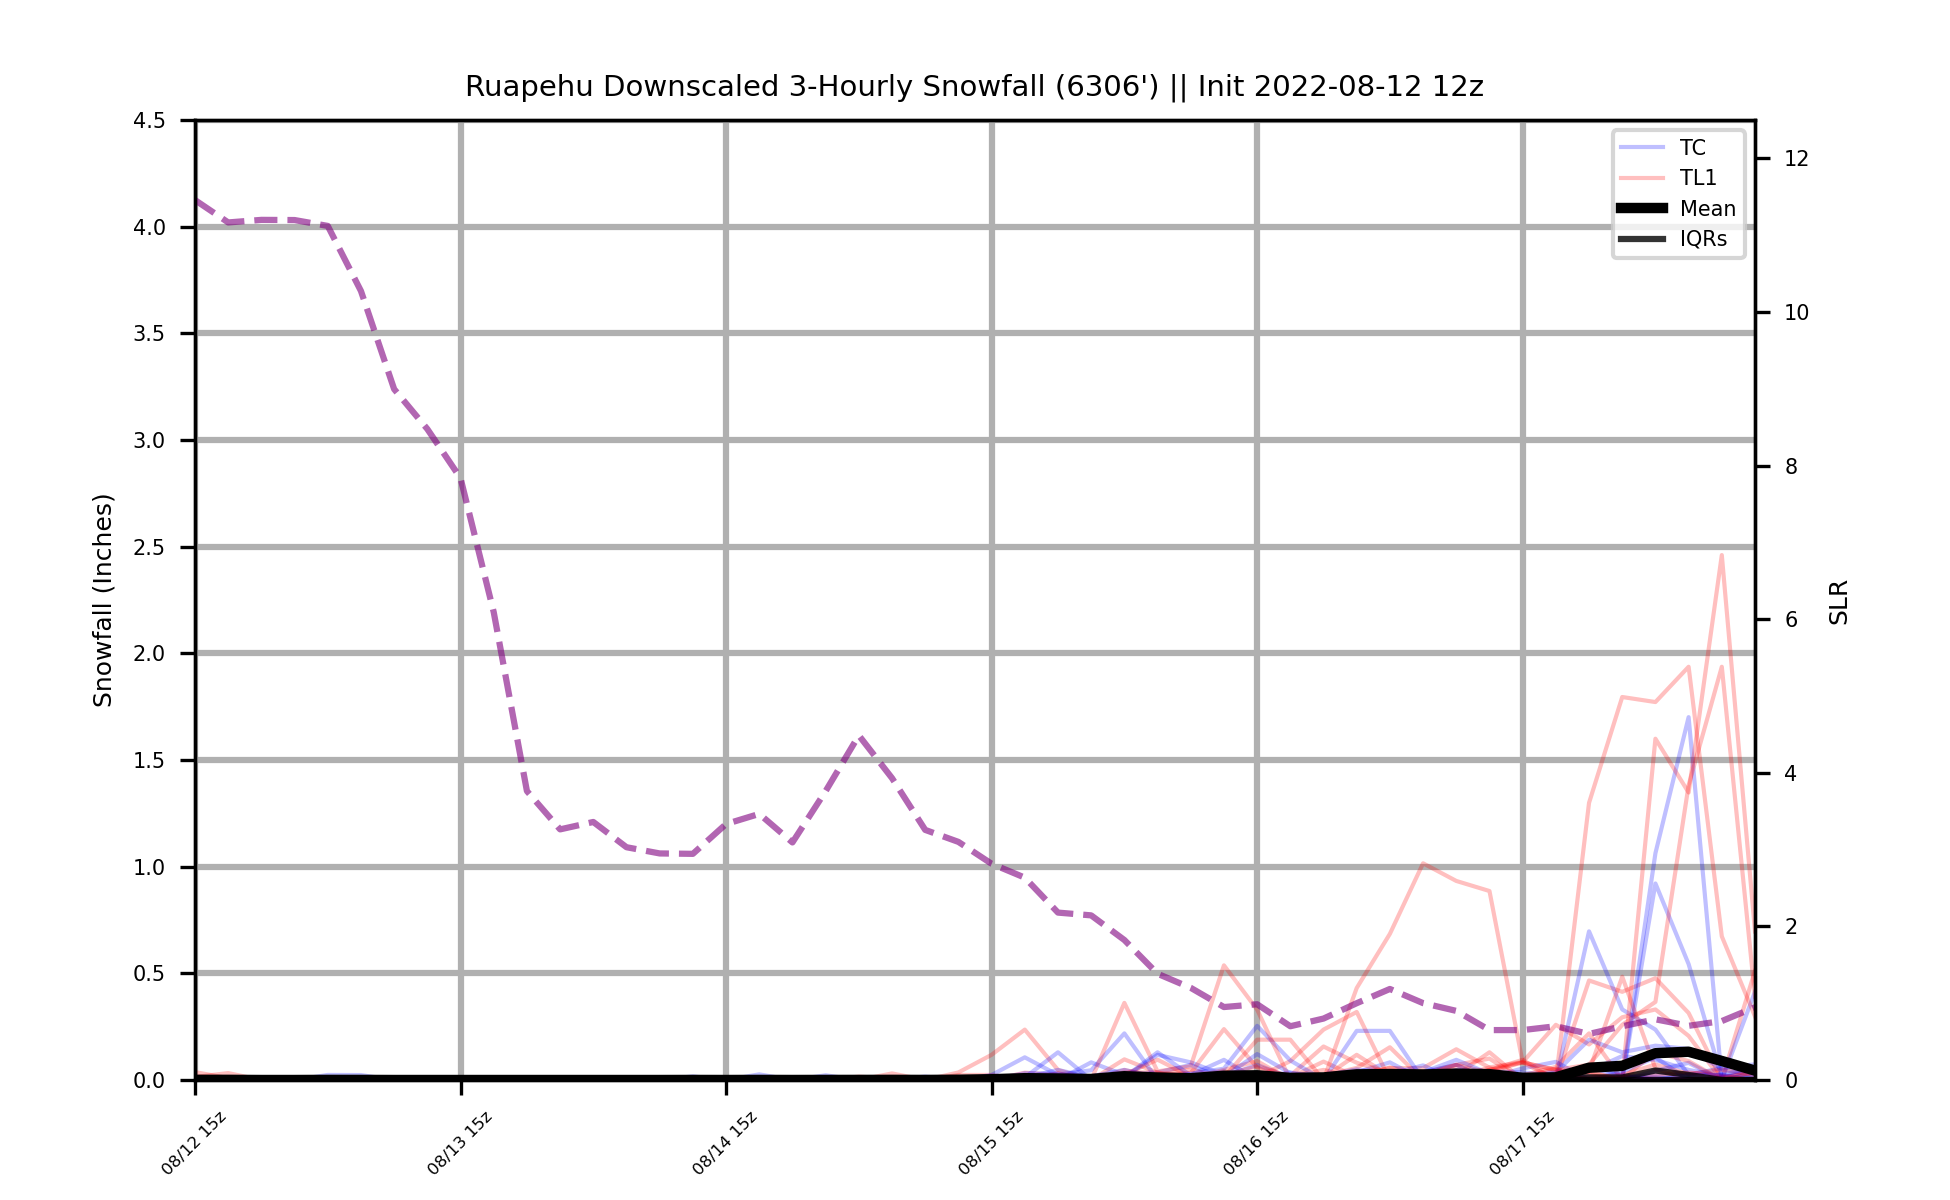 Ruapehu Downscaled 3-Hourly Snowfall (6306') || Init 2022-08-12 12z
4.5
4.0
3.5
3.0
2.5
2.0
1.5
1.0
0.5
0.0
Snowfall (Inches)
TC
TL1
Mean
IQRs
12
10
8
6
4
2
0
SLR
08/12 15z
08/13 15z
08/14 15z
08/15 15z
08/16 15z
08/17 15z